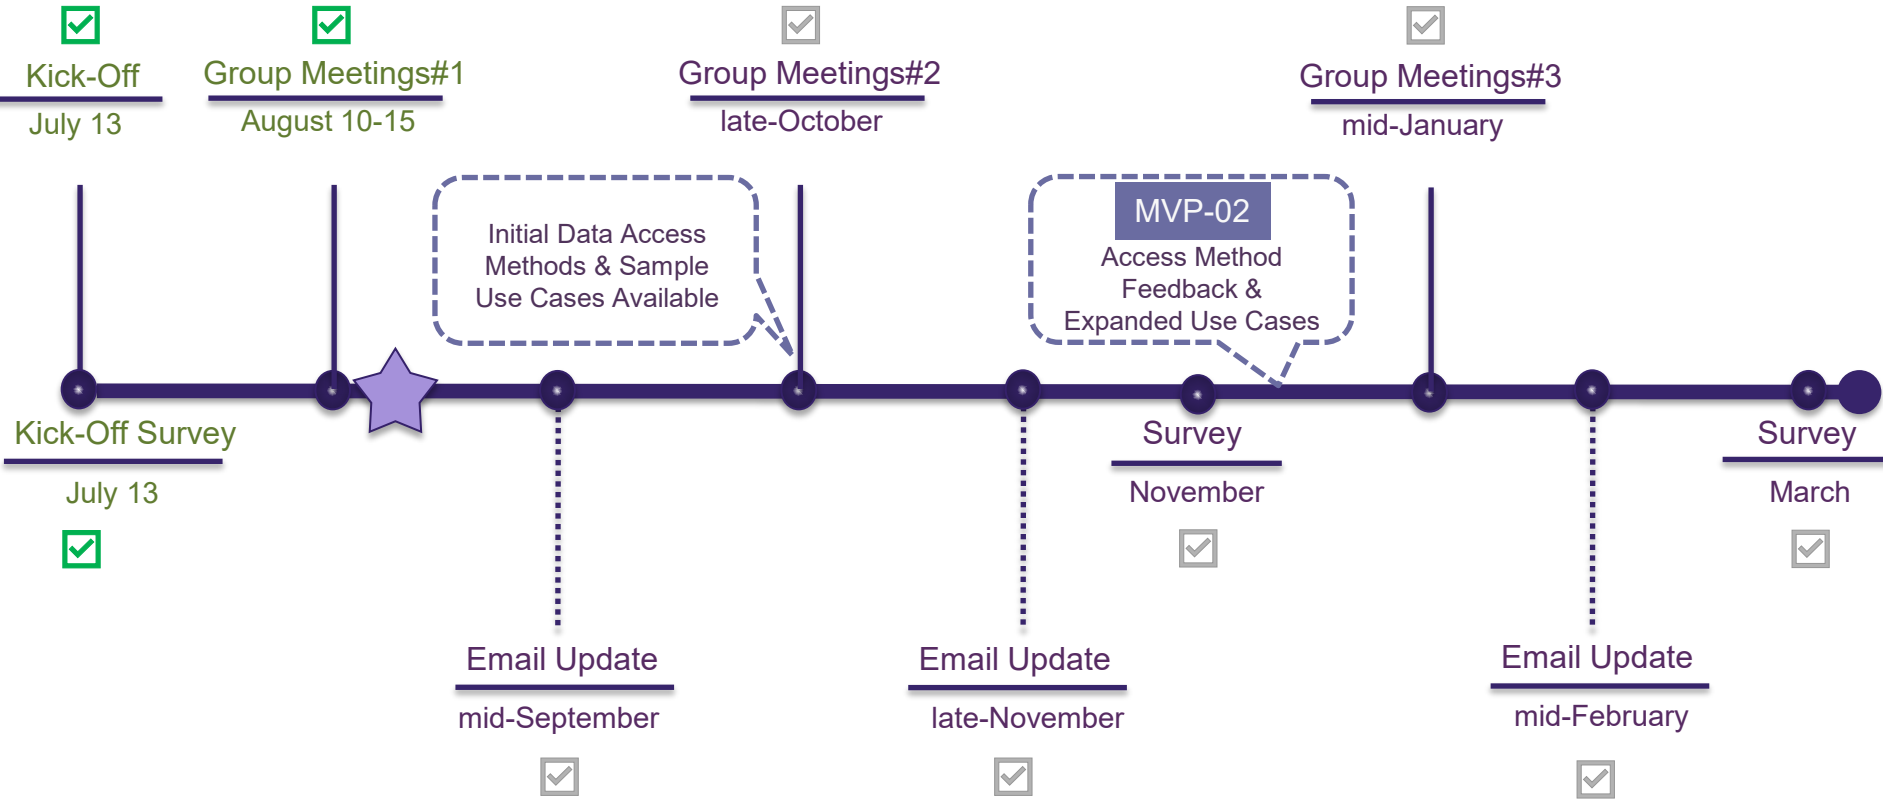 Kick-Off
July 13
Group Meetings#1
August 10-15
Group Meetings#2
late-October
Group Meetings#3
mid-January
Initial Data Access
Methods & Sample
Use Cases Available
MVP-02
Access Method
Feedback &
Expanded Use Cases
Kick-Off Survey
July 13
Survey
November
Survey
March
Email Update
mid-September
Email Update
late-November
Email Update
mid-February